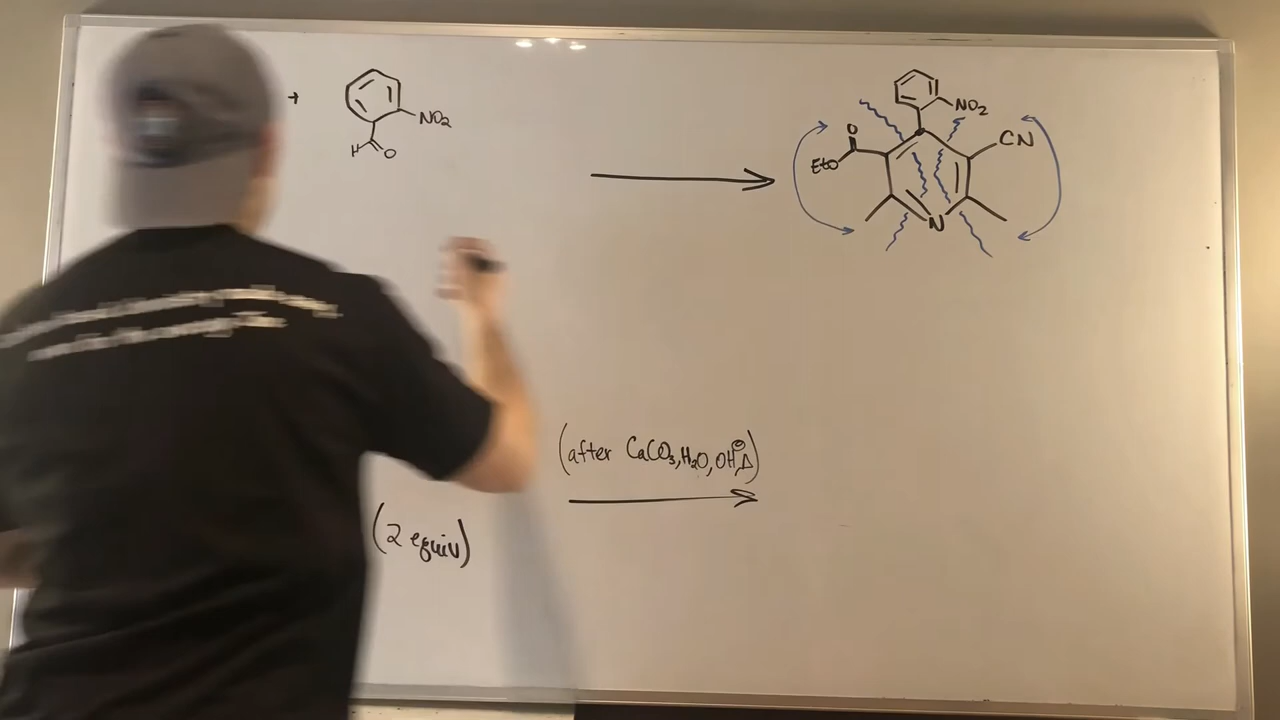 +
NO2
H
O
NO2
O
EtO
CN
N
(after CaCO3, H2O, OH⊖, Δ)
(2 equiv)